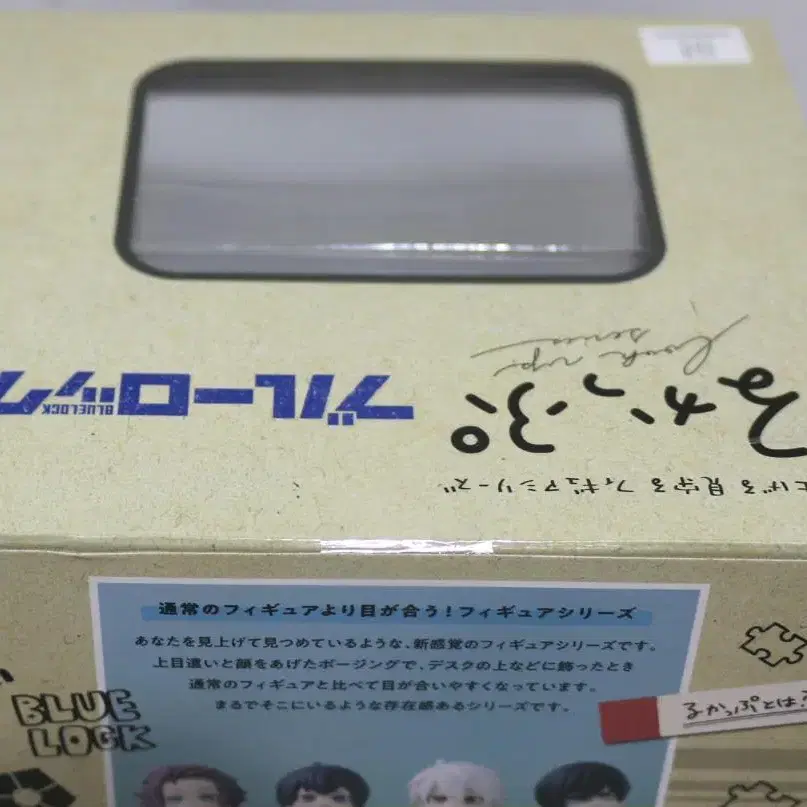 Look up
series
るかっぷ
上げる見守るフィギュアシリーズ
ブルーロック
BLUELOCK
通常のフィギュアより目が合う!フィギュアシリーズ
あなたを見上げて見つめているような、新感覚のフィギュアシリーズです。
上目遣いと顔をあげたポージングで、デスクの上などに飾ったとき
通常のフィギュアと比べて目が合いやすくなっています。
まるでそこにいるような存在感あるシリーズです。
BLUE
LOCK
るかっぷとは?